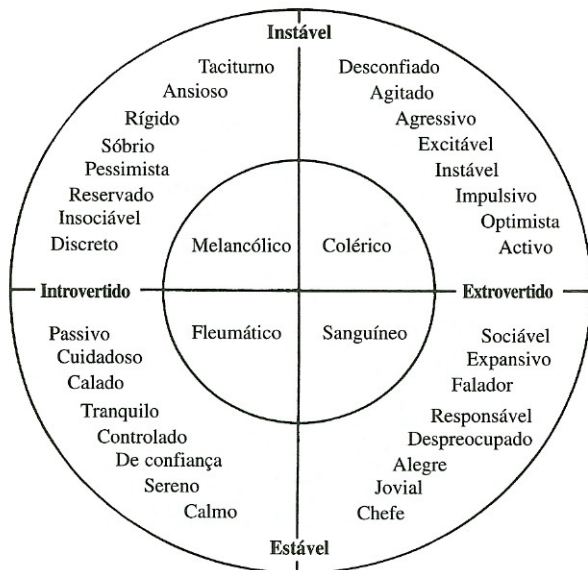 Instável
Taciturno
Ansioso
Rígido
Sóbrio
Pessimista
Reservado
Insociável
Discreto
Desconfiado
Agitado
Agressivo
Excitável
Instável
Impulsivo
Optimista
Activo
Melancólico
Colérico
Introvertido
Extrovertido
Fleumático
Sanguíneo
Passivo
Cuidadoso
Calado
Tranquilo
Controlado
De confiança
Sereno
Calmo
Sociável
Expansivo
Falador
Responsável
Despreocupado
Alegre
Jovial
Chefe
Estável